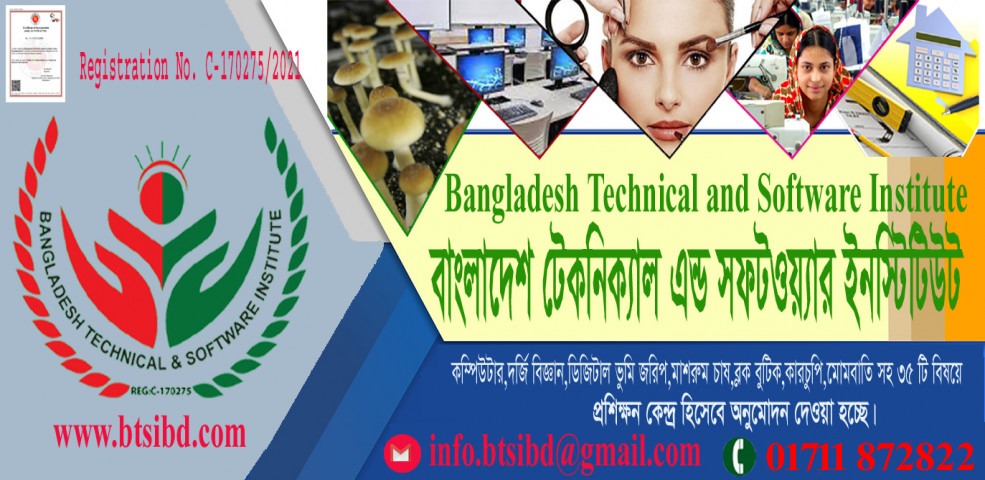 Registration No. C-170275/2021
BANGLADESH TECHNICAL & SOFTWARE INSTITUTE
REG:C-170275
www.btsibd.com
Bangladesh Technical and Software Institute
বাংলাদেশ টেকনিক্যাল এন্ড সফটওয়্যার ইনস্টিটিউট
কম্পিউটার,দর্জি বিজ্ঞান,ডিজিটাল ভুমি জরিপ,মাশরুম চাষ,ব্লক বুটিক,কারচুপি,মোমবাতি সহ ৩৫ টি বিষয়ে
প্রশিক্ষন কেন্দ্র হিসেবে অনুমোদন দেওয়া হচ্ছে।
info.btsibd@gmail.com 01711 872822